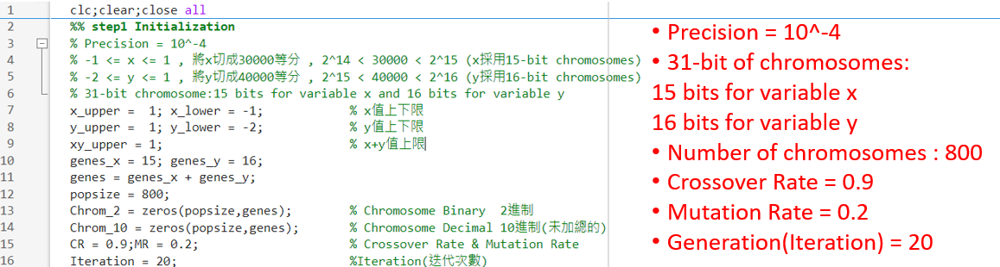 1 clc;clear;close all
2 %% step1 Initialization
3 % Precision = 10^-4
4 % -1 <= x <= 1 , 將x切成30000等分 , 2^14 < 30000 < 2^15 (x採用15-bit chromosomes)
5 % -2 <= y <= 1 , 將y切成40000等分 , 2^15 < 40000 < 2^16 (y採用16-bit chromosomes)
6 % 31-bit chromosome:15 bits for variable x and 16 bits for variable y
7 x_upper = 1; x_lower = -1; % x值上下限
8 y_upper = 1; y_lower = -2; % y值上下限
9 xy_upper = 1; % x+y值上限
10 genes_x = 15; genes_y = 16;
11 genes = genes_x + genes_y;
12 popsize = 800;
13 Chrom_2 = zeros(popsize,genes); % Chromosome Binary 2進制
14 Chrom_10 = zeros(popsize,genes); % Chromosome Decimal 10進制(未加總的)
15 CR = 0.9;MR = 0.2; % Crossover Rate & Mutation Rate
16 Iteration = 20; %Iteration(迭代次數)
• Precision = 10^-4
• 31-bit of chromosomes:
15 bits for variable x
16 bits for variable y
• Number of chromosomes : 800
• Crossover Rate = 0.9
• Mutation Rate = 0.2
• Generation(Iteration) = 20